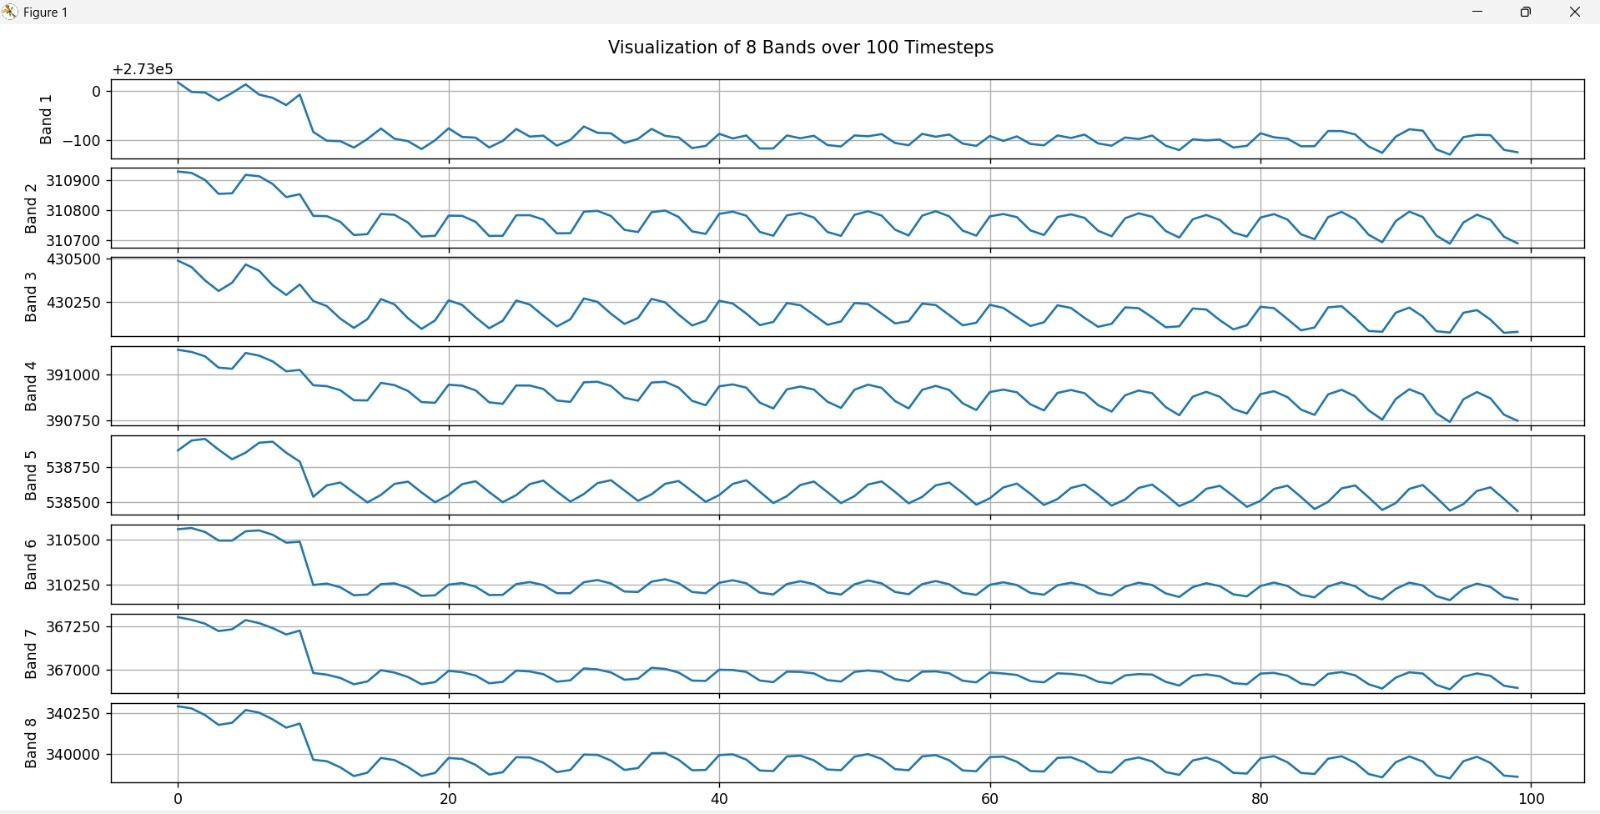 Figure 1
Visualization of 8 Bands over 100 Timesteps
+2.73e5
0
−100
Band 1
310900
310800
310700
Band 2
430500
430250
Band 3
391000
390750
Band 4
538750
538500
Band 5
310500
310250
Band 6
367250
367000
Band 7
340250
340000
Band 8
0 20 40 60 80 100